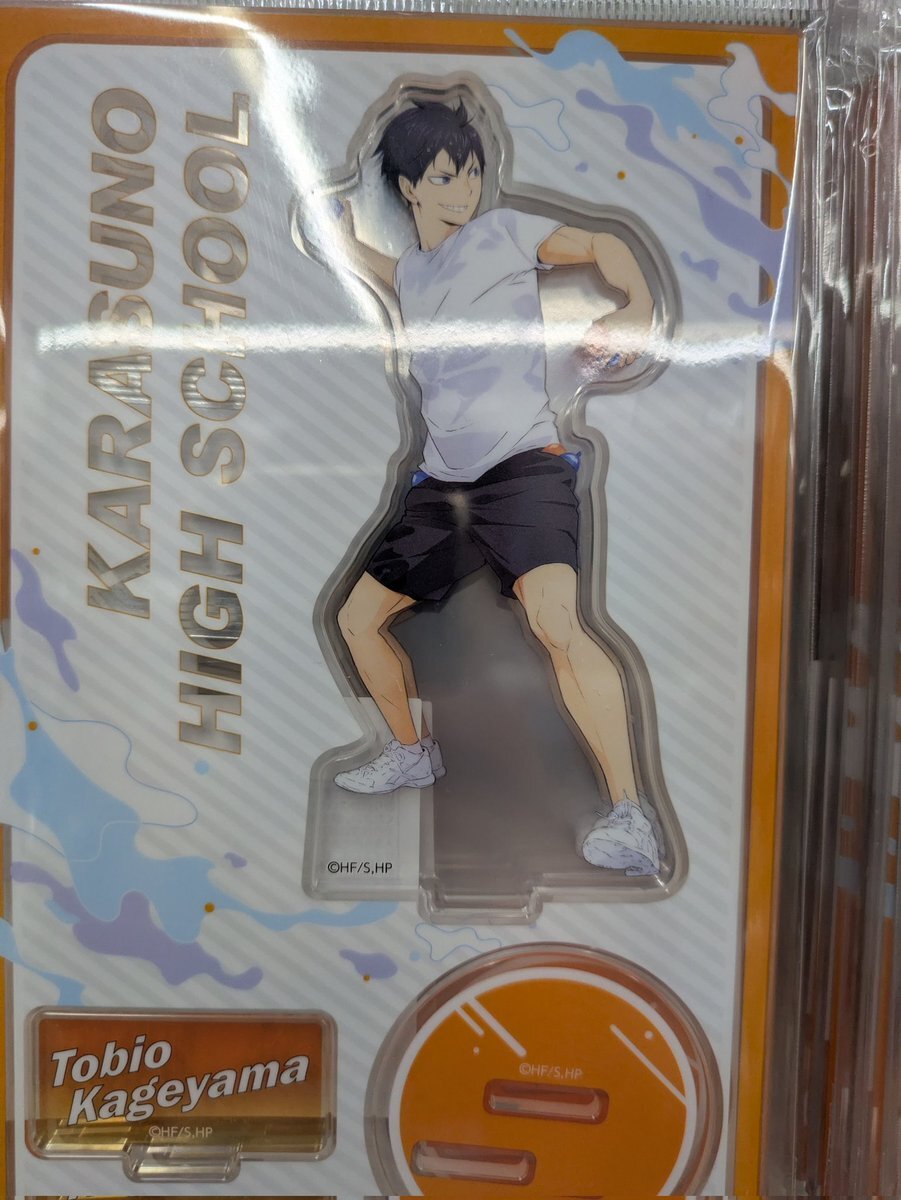 KARASUNO
HIGH SCHOOL
©HF/S,HP
Tobio
Kageyama
©HF/S,HP
©HF/S,HP